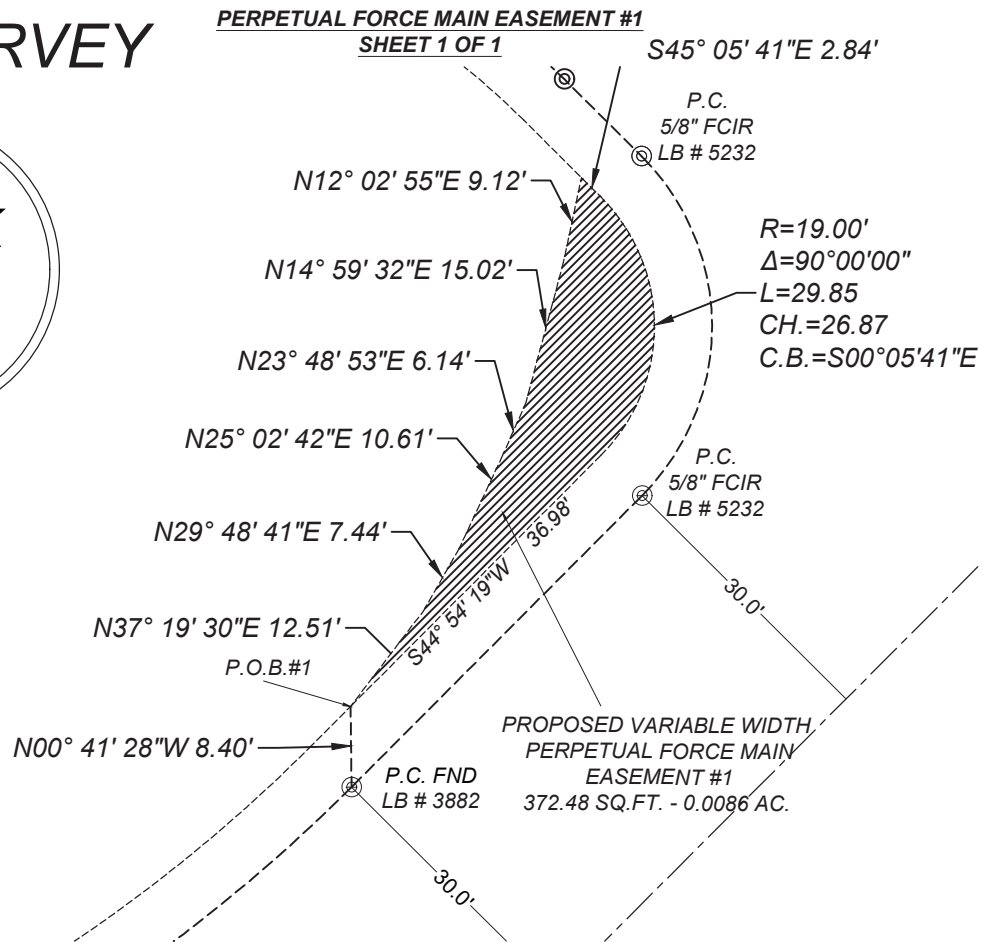 RVEY
PERPETUAL FORCE MAIN EASEMENT #1
SHEET 1 OF 1
S45° 05' 41"E 2.84'
P.C.
5/8" FCIR
LB # 5232
N12° 02' 55"E 9.12'
R=19.00'
Δ=90°00'00"
L=29.85
CH.=26.87
C.B.=S00°05'41"E
N14° 59' 32"E 15.02'
N23° 48' 53"E 6.14'
N25° 02' 42"E 10.61'
P.C.
5/8" FCIR
LB # 5232
N29° 48' 41"E 7.44'
S44° 54' 19"W 36.98'
30.0'
N37° 19' 30"E 12.51'
P.O.B.#1
N00° 41' 28"W 8.40'
PROPOSED VARIABLE WIDTH
PERPETUAL FORCE MAIN
EASEMENT #1
372.48 SQ.FT. - 0.0086 AC.
P.C. FND
LB # 3882
30.0'